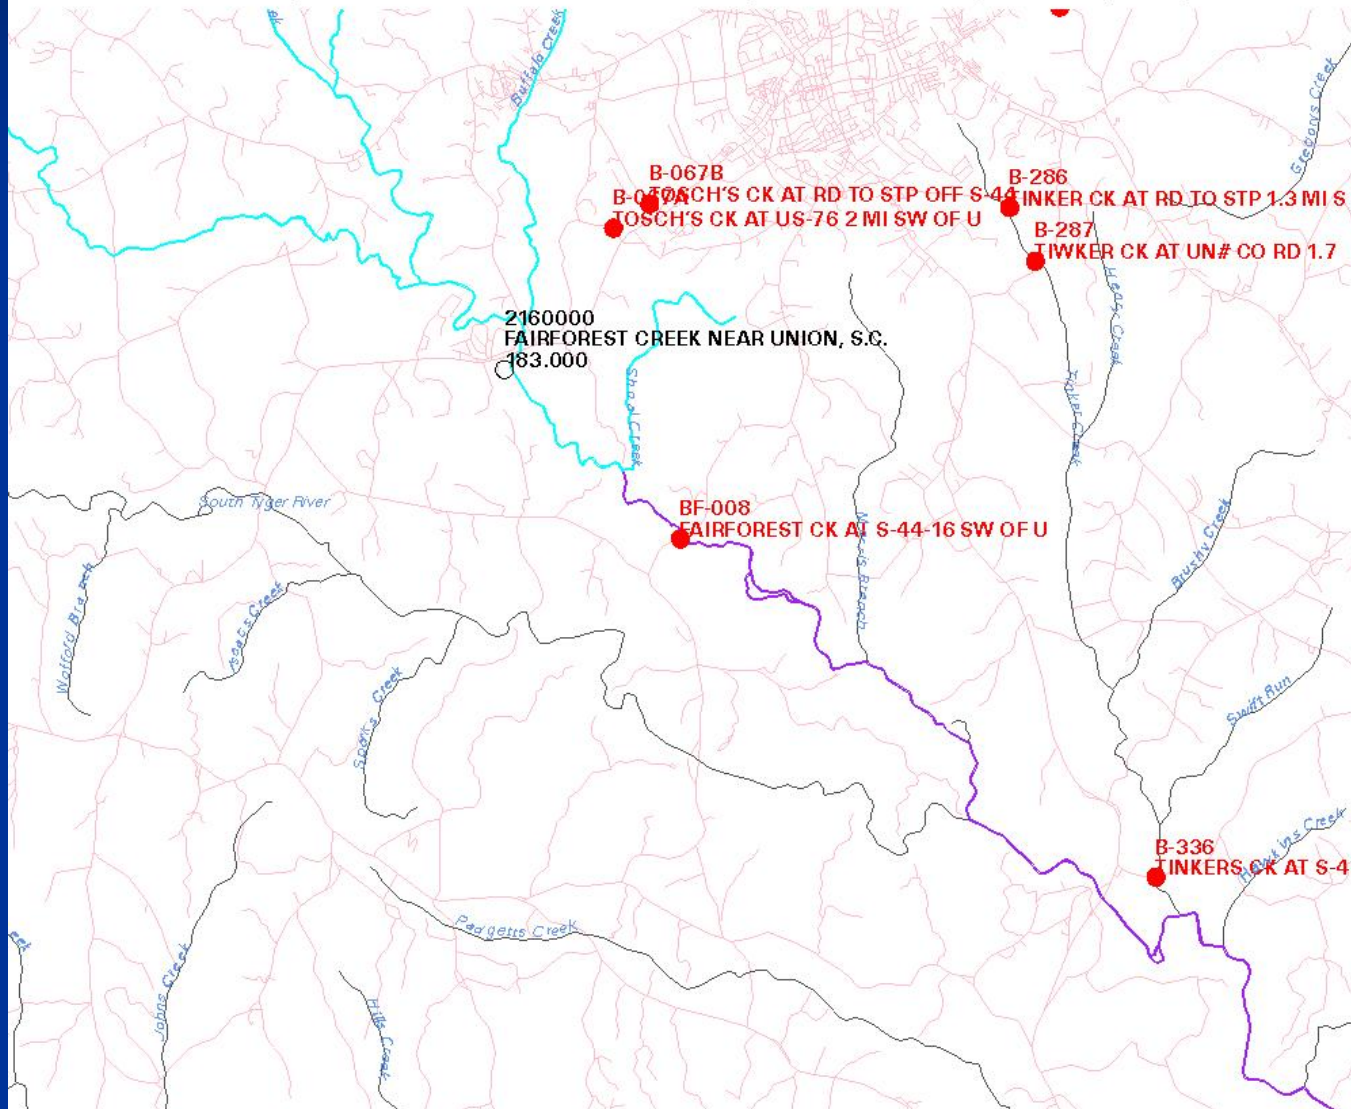 Buffalo Creek
Gregorys Creek
B-067B
TOSCH'S CK AT RD TO STP OFF S-44
B-067A
TOSCH'S CK AT US-76 2 MI SW OF U
B-286
TINKER CK AT RD TO STP 1.3 MI S
B-287
TIWKER CK AT UN# CO RD 1.7
2160000
FAIRFOREST CREEK NEAR UNION, S.C.
183.000
Shoal Creek
Tinker Creek
South Tyger River
BF-008
FAIRFOREST CK AT S-44-16 SW OF U
Brushy Creek
Wofford Branch
Sparks Creek
Swift Run
B-336
TINKERS CK AT S-4
Hawkins Creek
Padgetts Creek
Johns Creek
Hills Creek